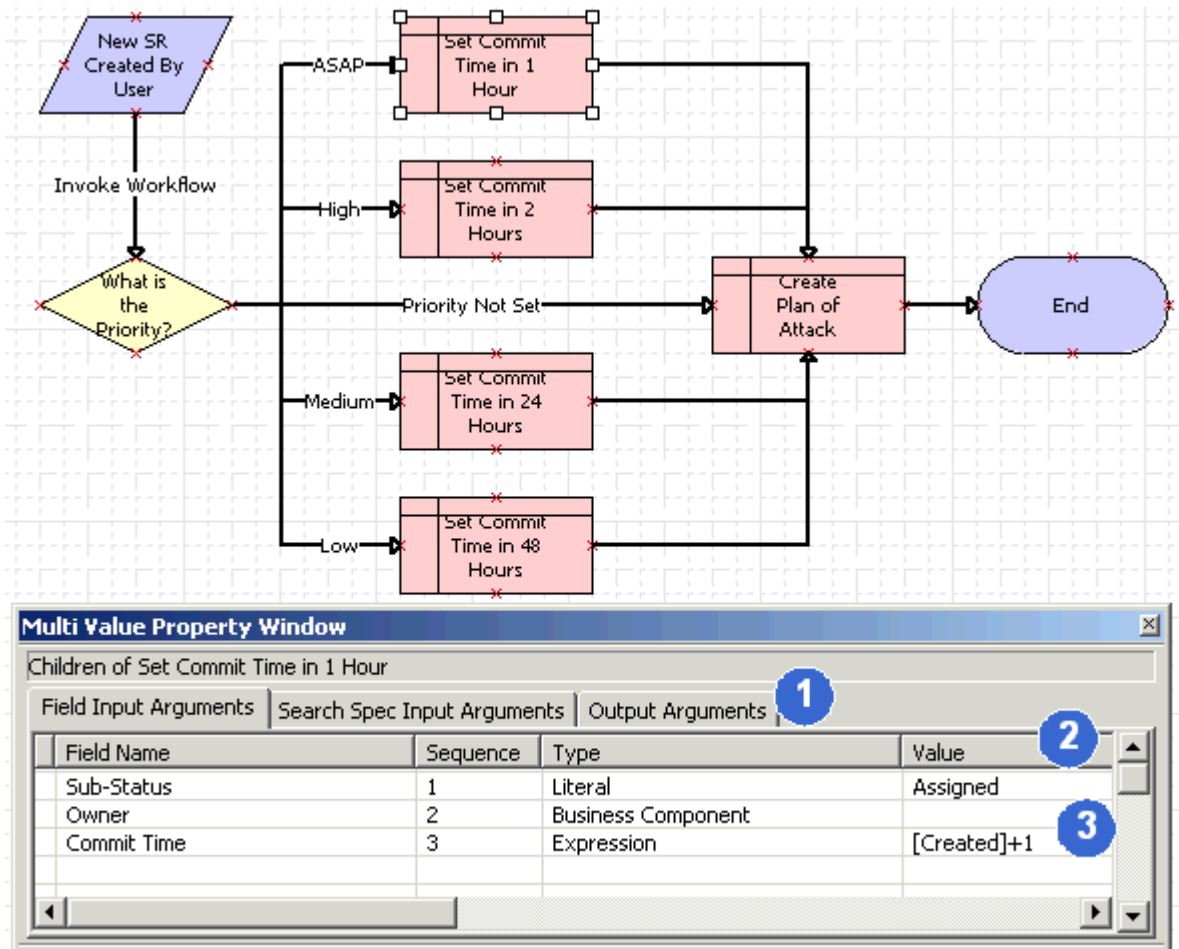 New SR
Created By
User
Invoke Workflow
What is
the
Priority?
ASAP
Set Commit
Time in 1
Hour
High
Set Commit
Time in 2
Hours
Priority Not Set
Create
Plan of
Attack
End
Medium
Set Commit
Time in 24
Hours
Low
Set Commit
Time in 48
Hours
Multi Value Property Window
Children of Set Commit Time in 1 Hour
Field Input Arguments Search Spec Input Arguments Output Arguments 1
Field Name Sequence Type Value 2
Sub-Status 1 Literal Assigned
Owner 2 Business Component 3
Commit Time 3 Expression [Created]+1